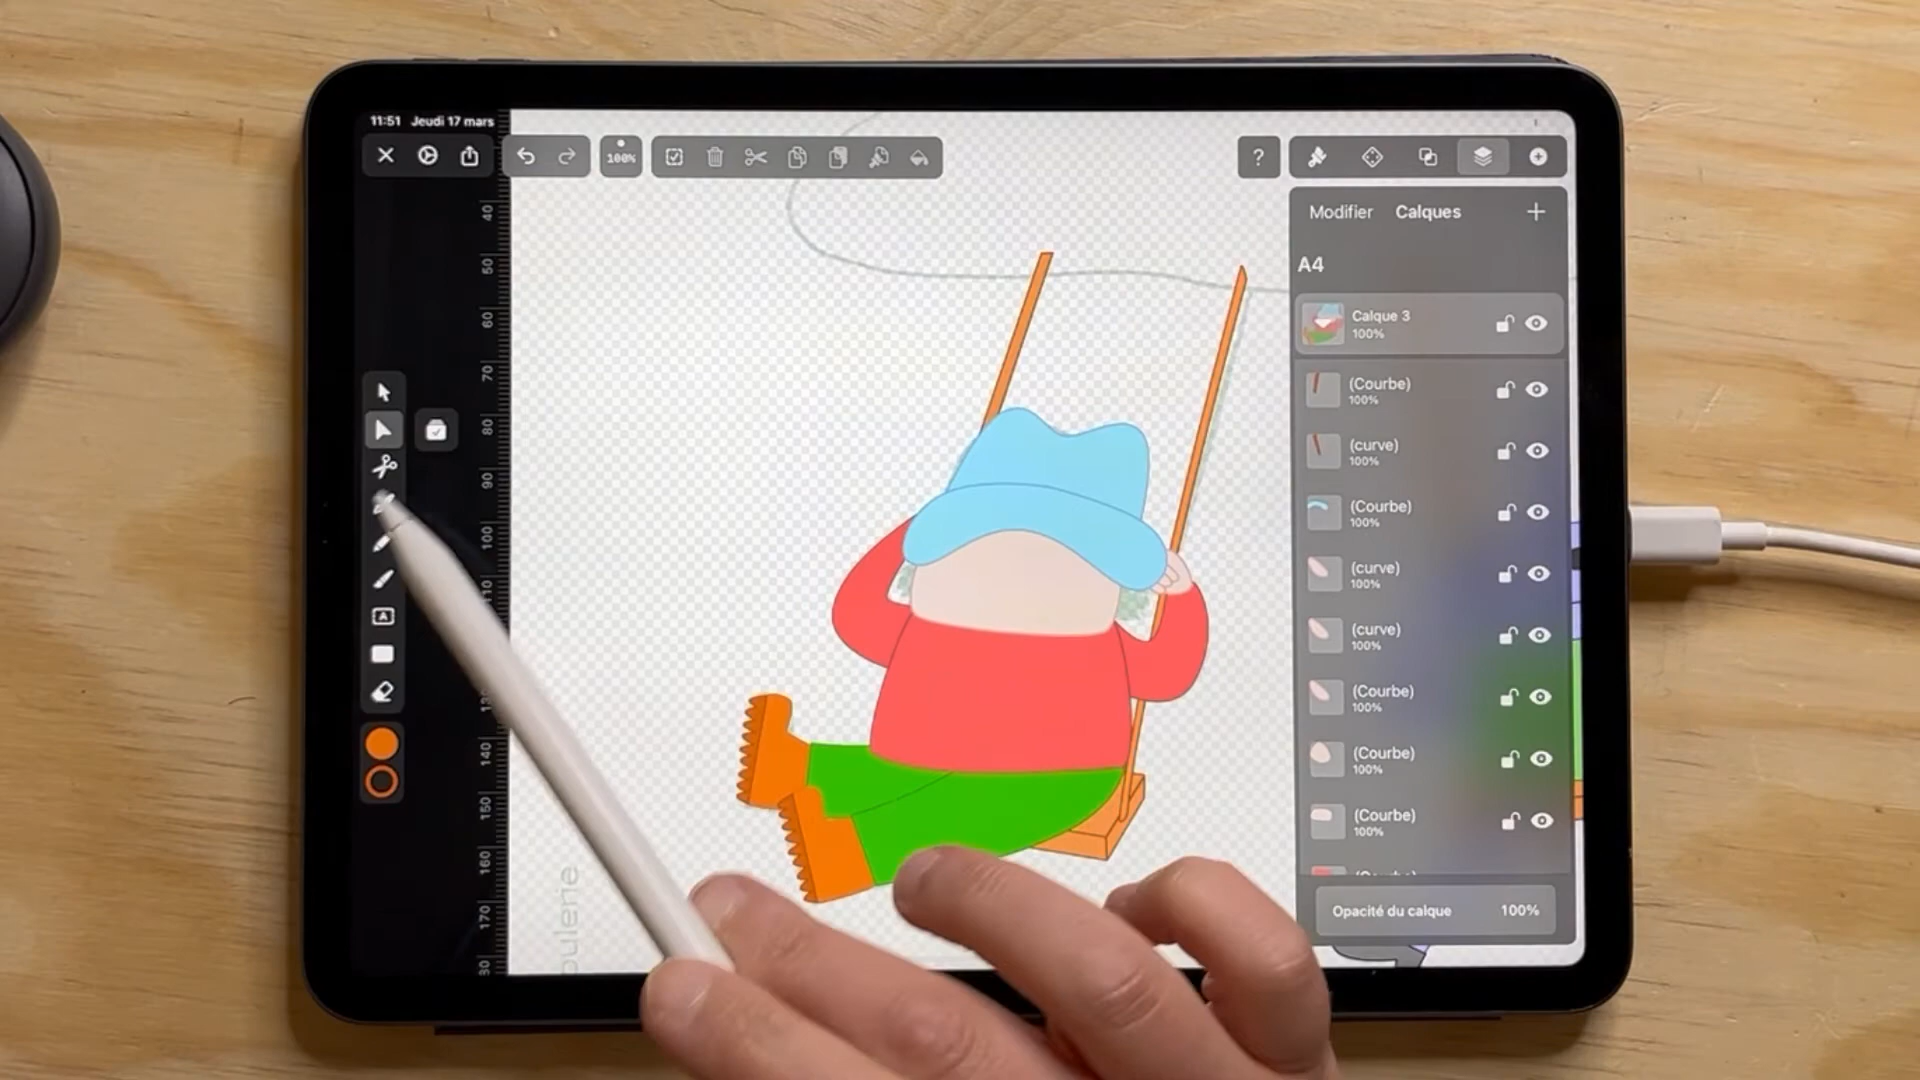 11:51 Jeudi 17 mars
100%
?
Modifier Calques
A4
Calque 3
100%
(Courbe)
100%
(curve)
100%
(Courbe)
100%
(curve)
100%
(curve)
100%
(Courbe)
100%
(Courbe)
100%
(Courbe)
100%
Opacité du calque 100%
40
50
60
70
80
90
100
110
140
150
160
170
A
oulerie